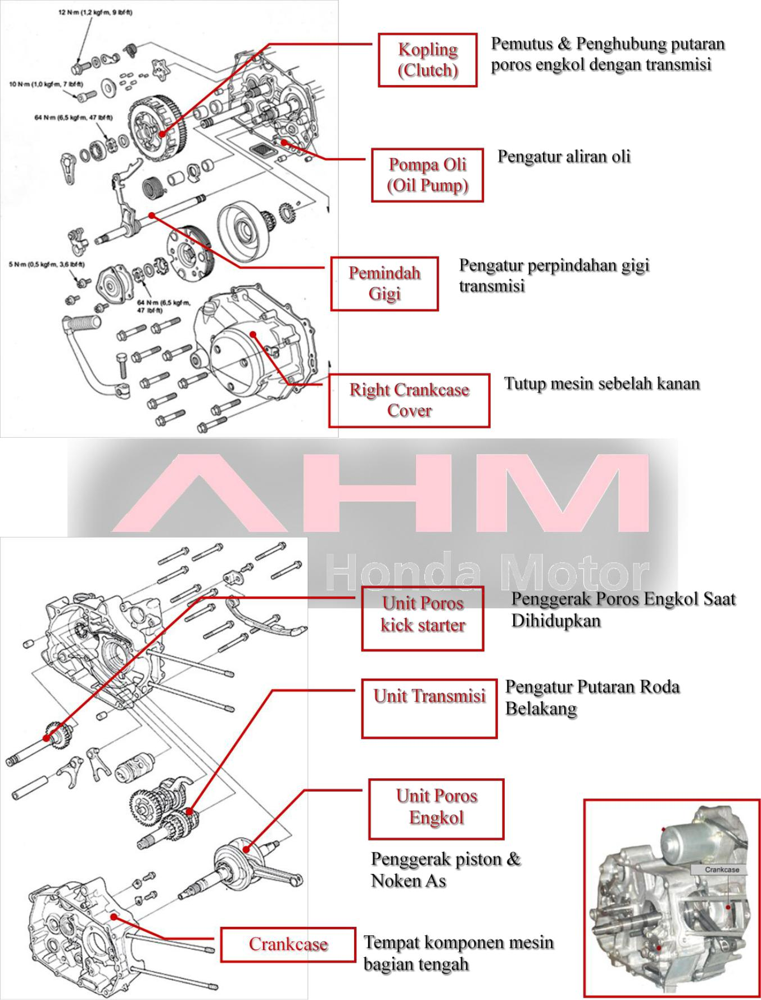 12 N·m (1,2 kgf·m, 9 lbf·ft)
10 N·m (1,0 kgf·m, 7 lbf·ft)
64 N·m (6,5 kgf·m, 47 lbf·ft)
Kopling
(Clutch)
Pemutus & Penghubung putaran
poros engkol dengan transmisi
Pompa Oli
(Oil Pump)
Pengatur aliran oli
5 N·m (0,5 kgf·m, 3,6 lbf·ft)
64 N·m (6,5 kgf·m,
47 lbf·ft)
Pemindah
Gigi
Pengatur perpindahan gigi
transmisi
Right Crankcase
Cover
Tutup mesin sebelah kanan
AHM
Honda Motor
Unit Poros
kick starter
Penggerak Poros Engkol Saat
Dihidupkan
Unit Transmisi
Pengatur Putaran Roda
Belakang
Unit Poros
Engkol
Penggerak piston &
Noken As
Crankcase
Crankcase
Tempat komponen mesin
bagian tengah